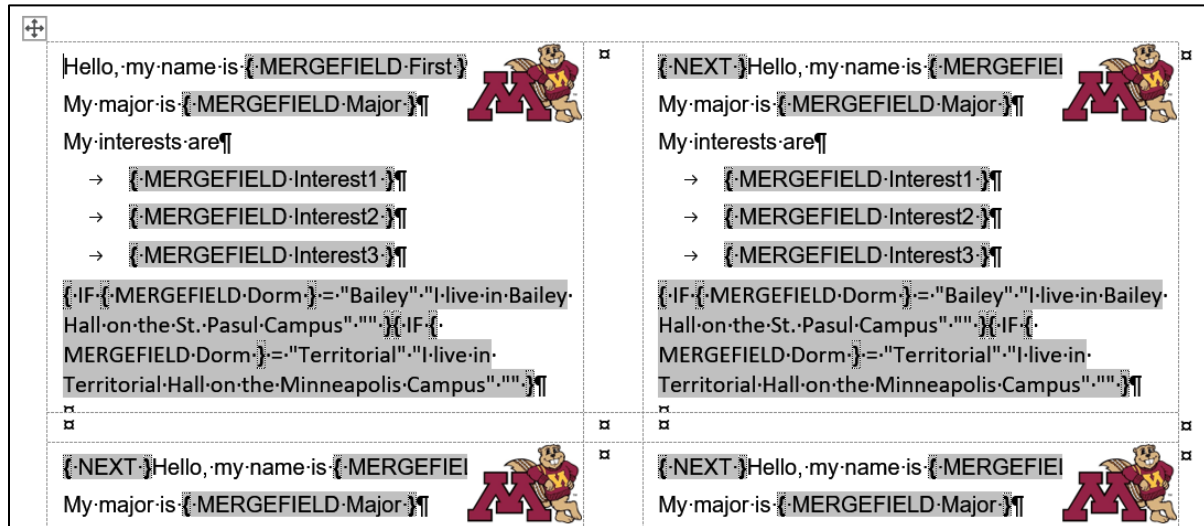 Hello,·my·name·is·{·MERGEFIELD·First·}
My·major·is·{·MERGEFIELD·Major·}¶
My·interests·are¶
→ {·MERGEFIELD·Interest1·}¶
→ {·MERGEFIELD·Interest2·}¶
→ {·MERGEFIELD·Interest3·}¶
{·IF·{·MERGEFIELD·Dorm·}·=·"Bailey"·"I·live·in·Bailey·
Hall·on·the·St.·Pasul·Campus"·""·}{·IF·{·
MERGEFIELD·Dorm·}·=·"Territorial"·"I·live·in·
Territorial·Hall·on·the·Minneapolis·Campus"·""·}¶
{·NEXT·}Hello,·my·name·is·{·MERGEFIEL
My·major·is·{·MERGEFIELD·Major·}¶
My·interests·are¶
→ {·MERGEFIELD·Interest1·}¶
→ {·MERGEFIELD·Interest2·}¶
→ {·MERGEFIELD·Interest3·}¶
{·IF·{·MERGEFIELD·Dorm·}·=·"Bailey"·"I·live·in·Bailey·
Hall·on·the·St.·Pasul·Campus"·""·}{·IF·{·
MERGEFIELD·Dorm·}·=·"Territorial"·"I·live·in·
Territorial·Hall·on·the·Minneapolis·Campus"·""·}¶
{·NEXT·}Hello,·my·name·is·{·MERGEFIEL
My·major·is·{·MERGEFIELD·Major·}¶
{·NEXT·}Hello,·my·name·is·{·MERGEFIEL
My·major·is·{·MERGEFIELD·Major·}¶